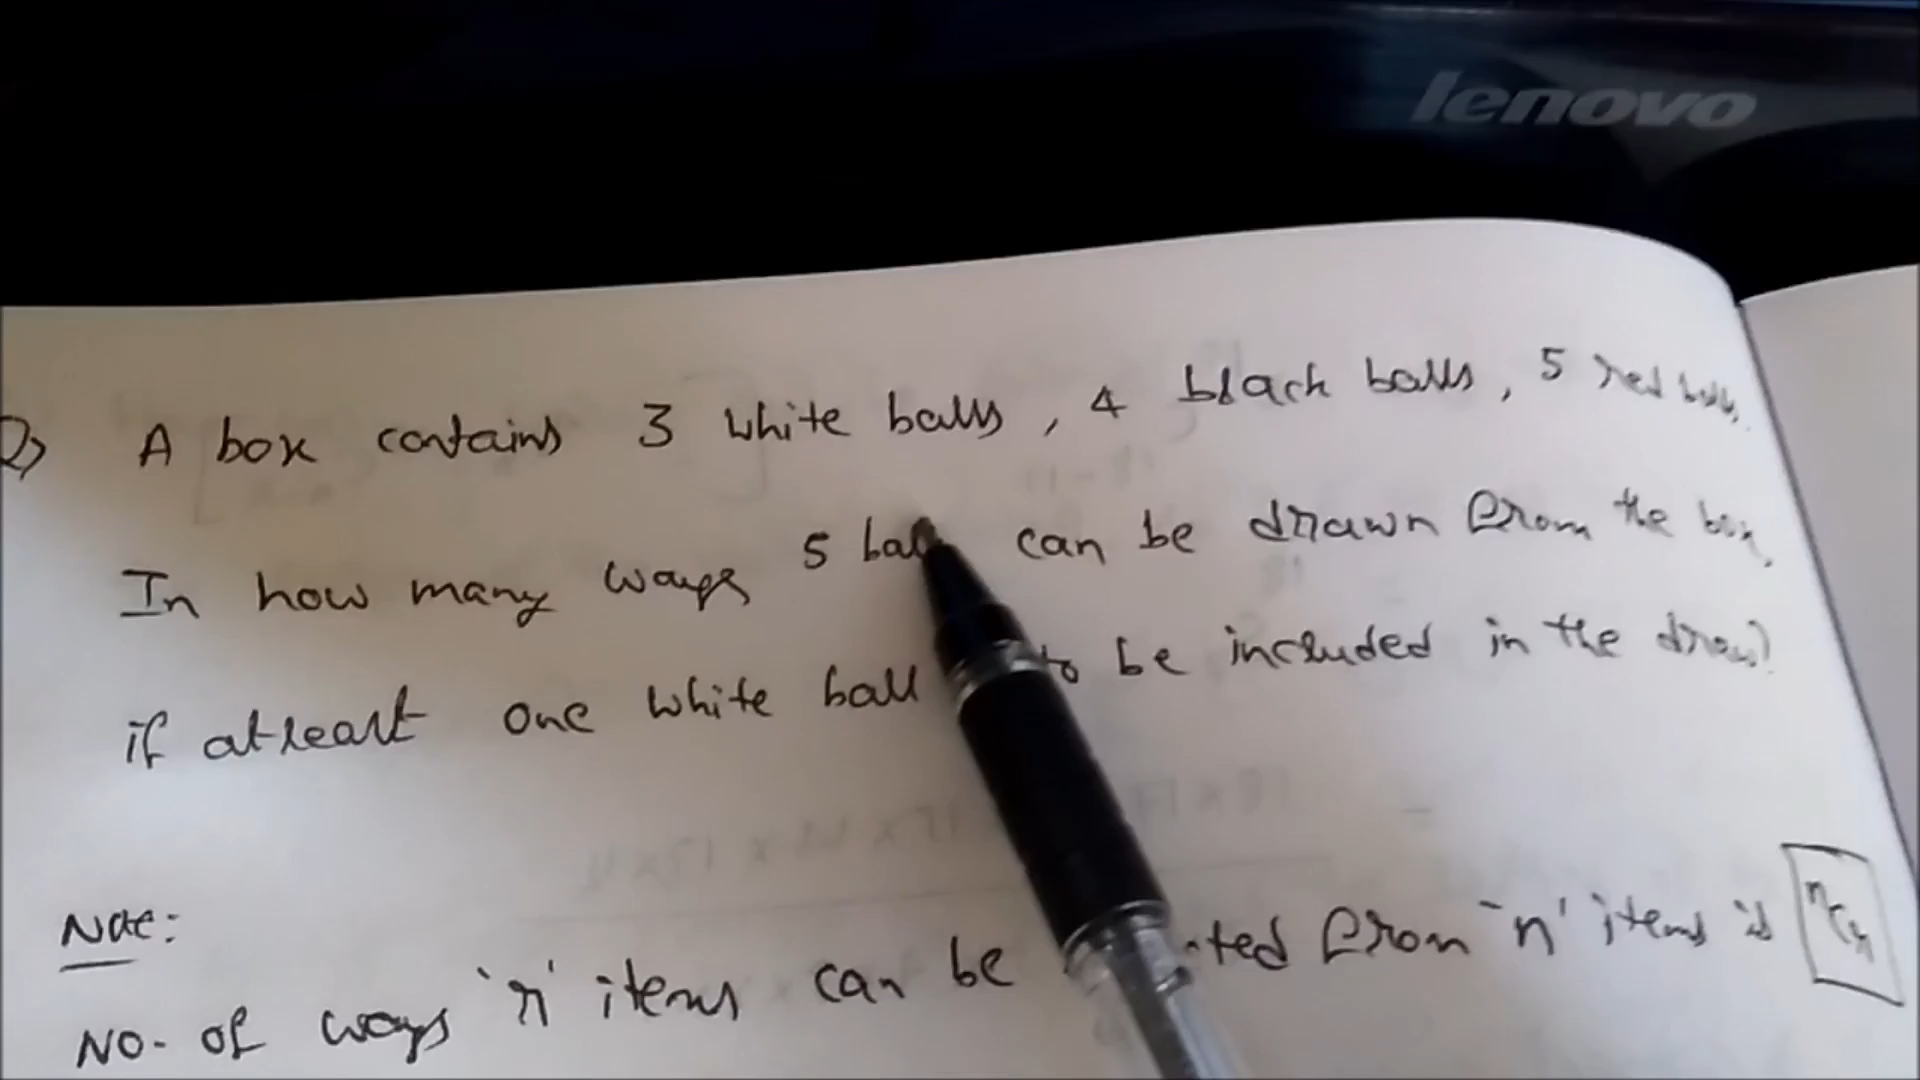 lenovo
Q) A box contains 3 white balls, 4 black balls, 5 red balls.
In how many ways 5 can be drawn from the box,
if atleast one white ball to be included in the draw?
Note:
No. of ways 'r' items can be from 'n' items is nCr